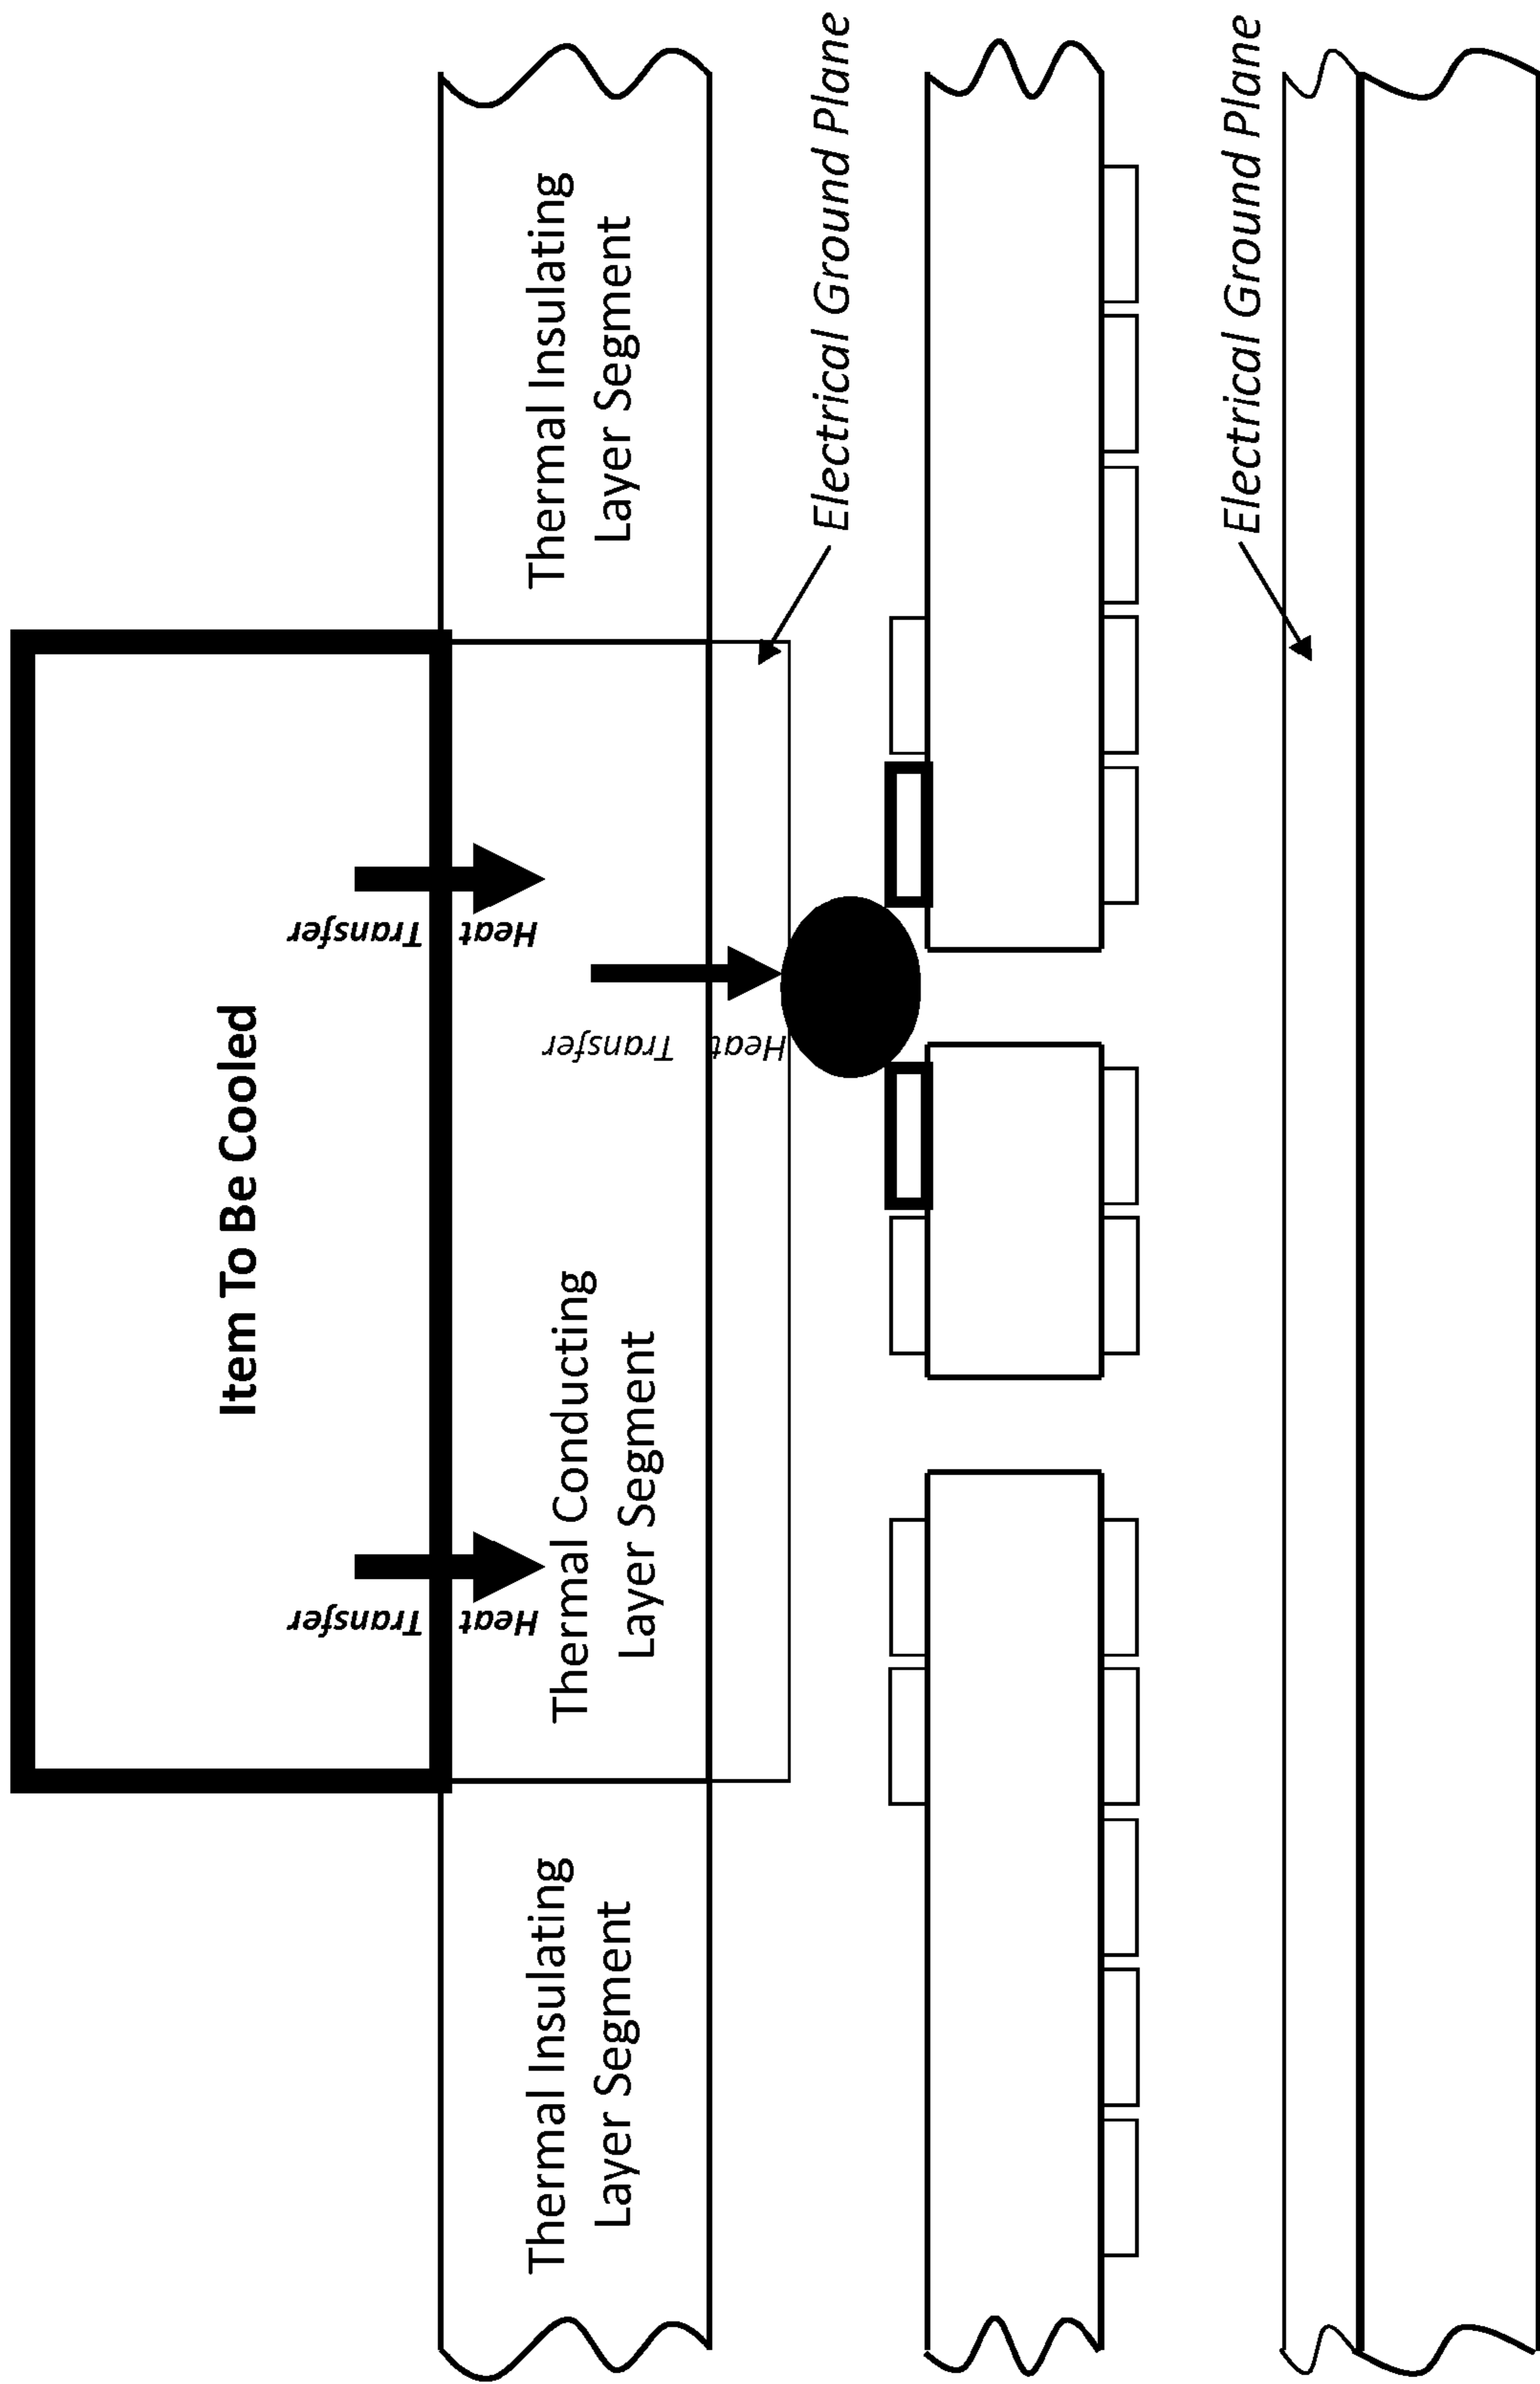 Item To Be Cooled
Heat
Transfer
Heat
Transfer
Thermal Insulating
Layer Segment
Thermal Conducting
Layer Segment
Heat
Transfer
Thermal Insulating
Layer Segment
Electrical Ground Plane
Electrical Ground Plane